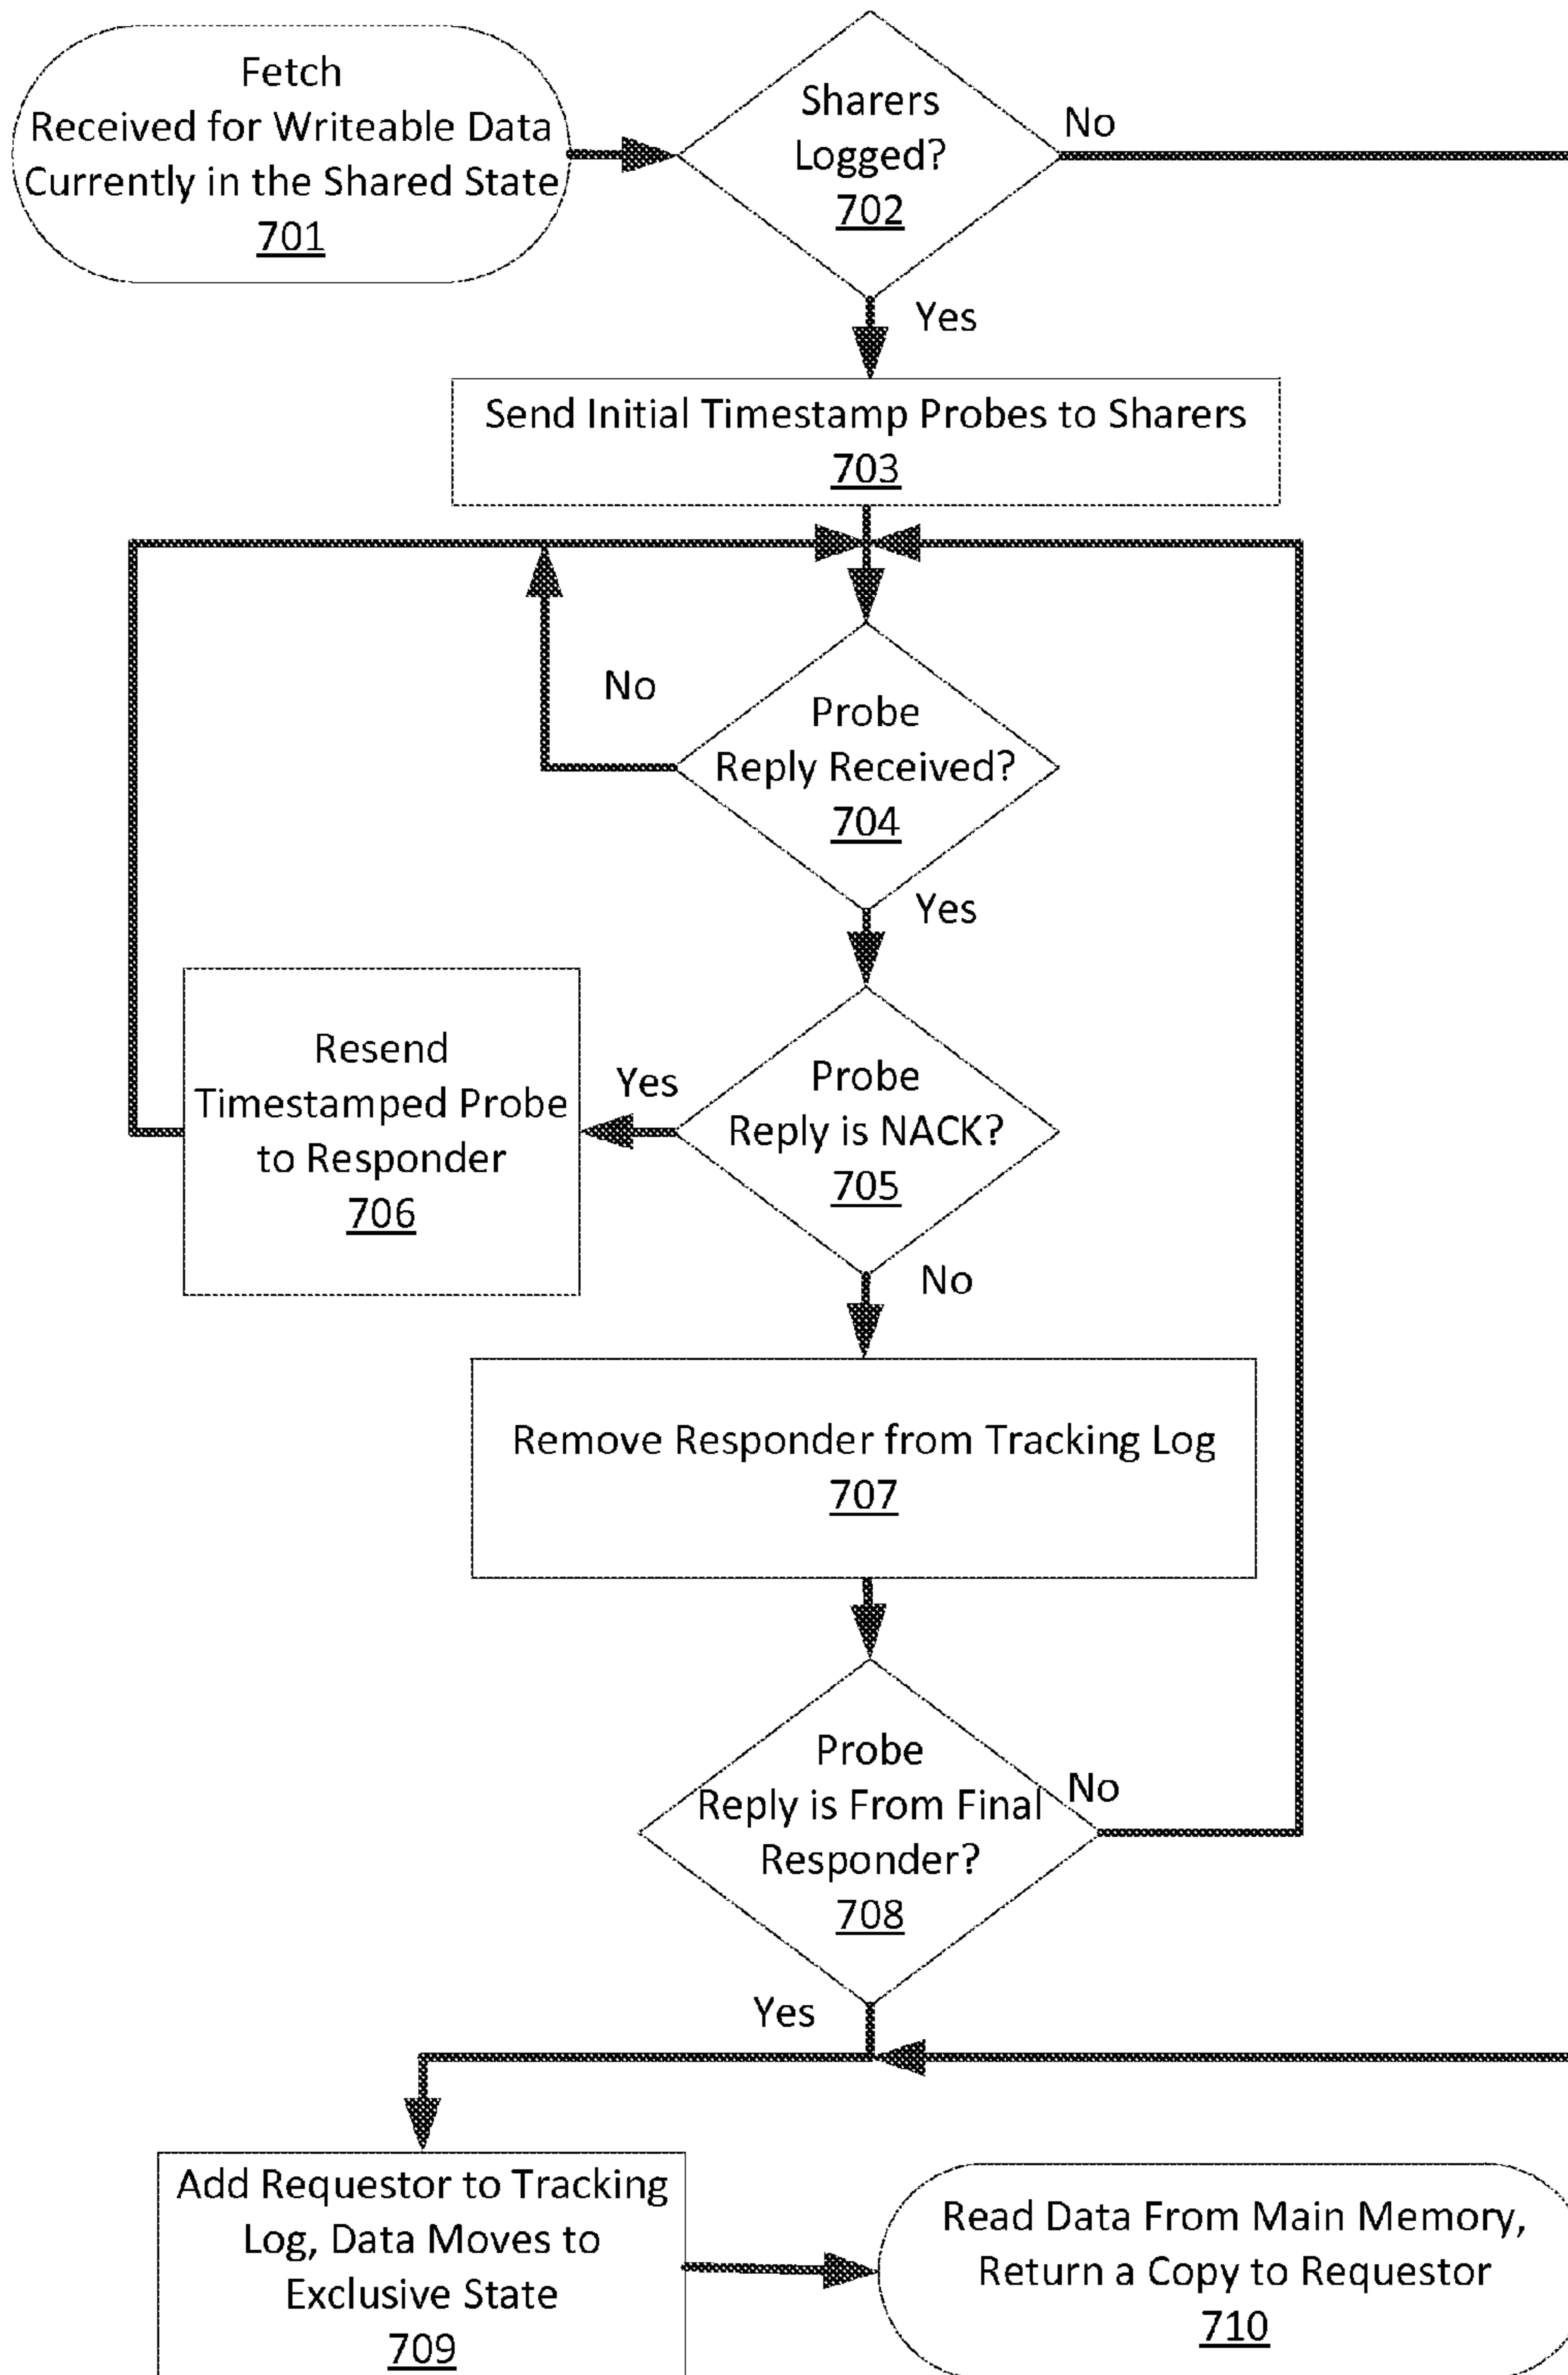 Fetch
Received for Writeable Data
Currently in the Shared State
701
Sharers
Logged?
702
No
Yes
Send Initial Timestamp Probes to Sharers
703
No
Probe
Reply Received?
704
Yes
Resend
Timestamped Probe
to Responder
706
Yes
Probe
Reply is NACK?
705
No
Remove Responder from Tracking Log
707
Probe
Reply is From Final
Responder?
708
No
Yes
Add Requestor to Tracking
Log, Data Moves to
Exclusive State
709
Read Data From Main Memory,
Return a Copy to Requestor
710